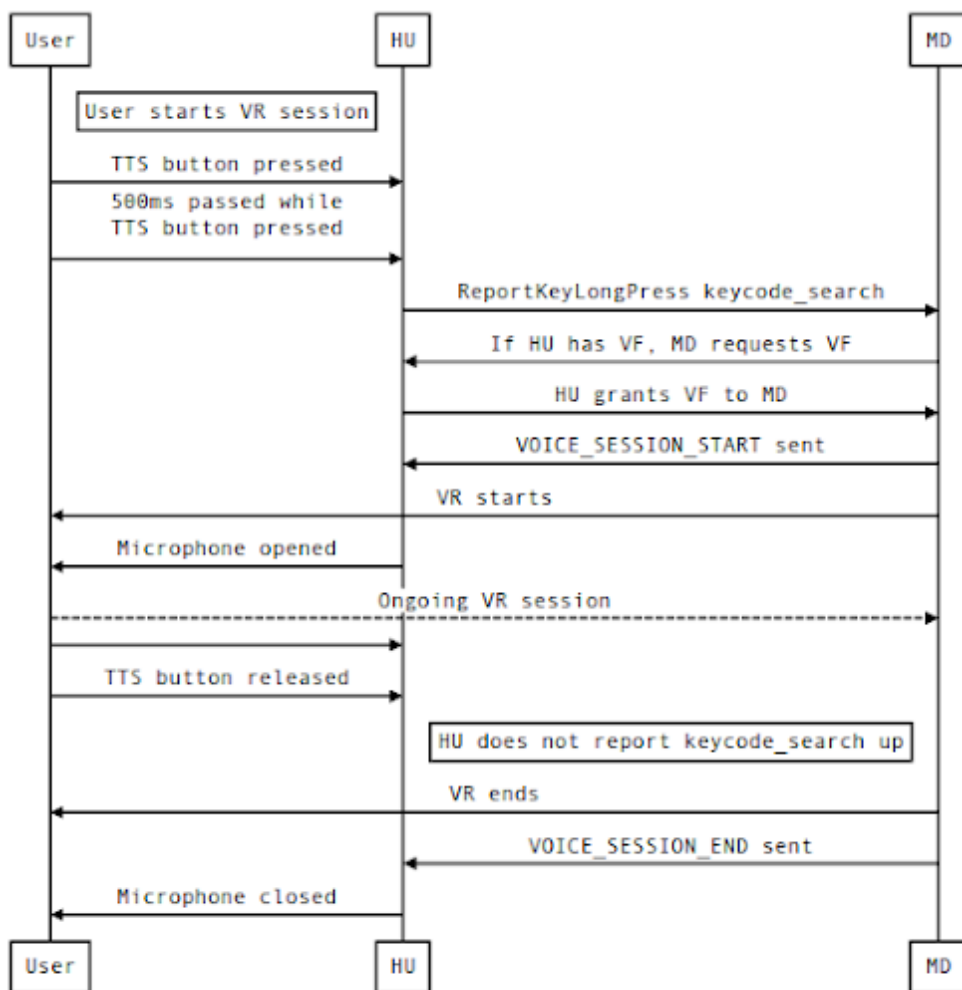 User HU MD
User starts VR session
TTS button pressed
500ms passed while
TTS button pressed
ReportKeyLongPress keycode_search
If HU has VF, MD requests VF
HU grants VF to MD
VOICE_SESSION_START sent
VR starts
Microphone opened
Ongoing VR session
TTS button released
HU does not report keycode_search up
VR ends
VOICE_SESSION_END sent
Microphone closed
User HU MD